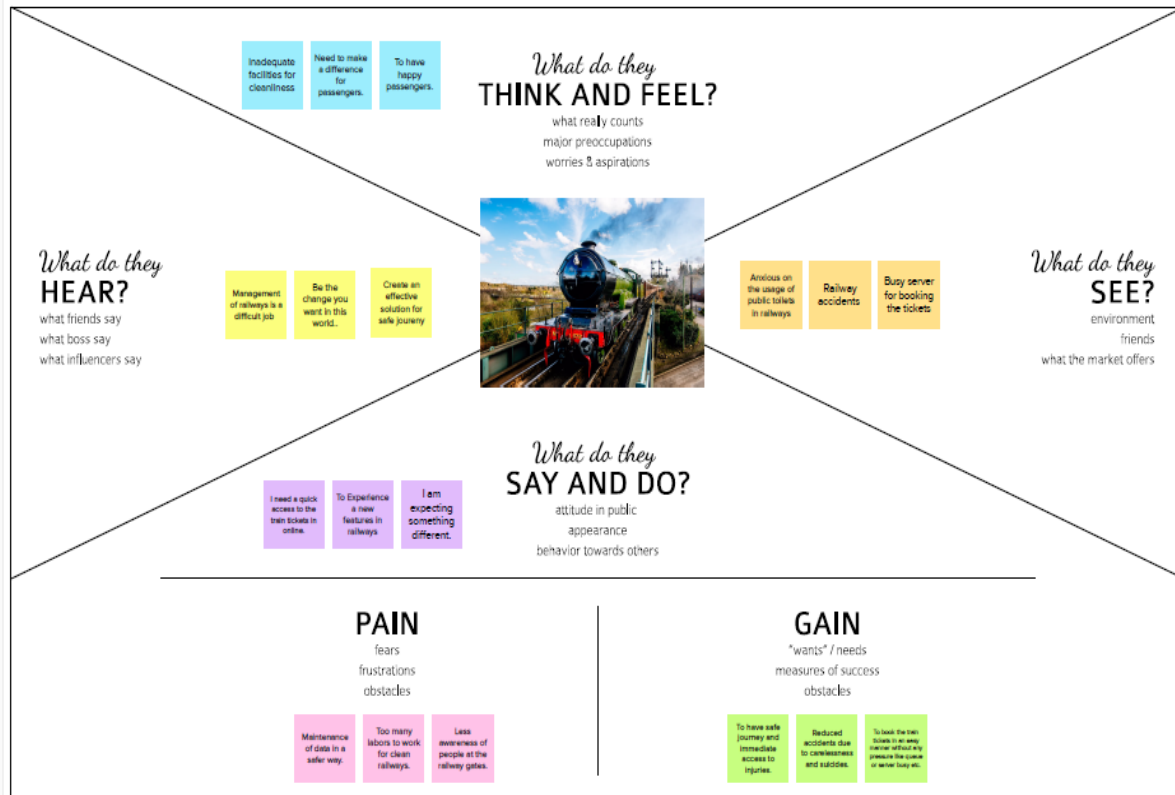 Inadequate
facilities for
cleanliness
Need to make
a difference
for
passengers.
To have
happy
passengers.
What do they
THINK AND FEEL?
what really counts
major preoccupations
worries & aspirations
What do they
HEAR?
what friends say
what boss say
what influencers say
Management
of railways is a
difficult job
Be the
change you
want in this
world..
Create an
effective
solution for
safe joureny
Anxious on
the usage of
public toilets
in railways
Railway
accidents
Busy server
for booking
the tickets
What do they
SEE?
environment
friends
what the market offers
What do they
SAY AND DO?
attitude in public
appearance
behavior towards others
I need a quick
access to the
train tickets in
online.
To Experience
a new
features in
railways
I am
expecting
something
different.
PAIN
fears
frustrations
obstacles
Maintenance
of data in a
safer way.
Too many
labors to work
for clean
railways.
Less
awareness of
people at the
railway gates.
GAIN
"wants" / needs
measures of success
obstacles
To have safe
journey and
immediate
access to
injuries.
Reduced
accidents due
to carelessness
and suicides.
To book the train
tickets in an easy
manner without any
pressure like queue
or server busy etc.